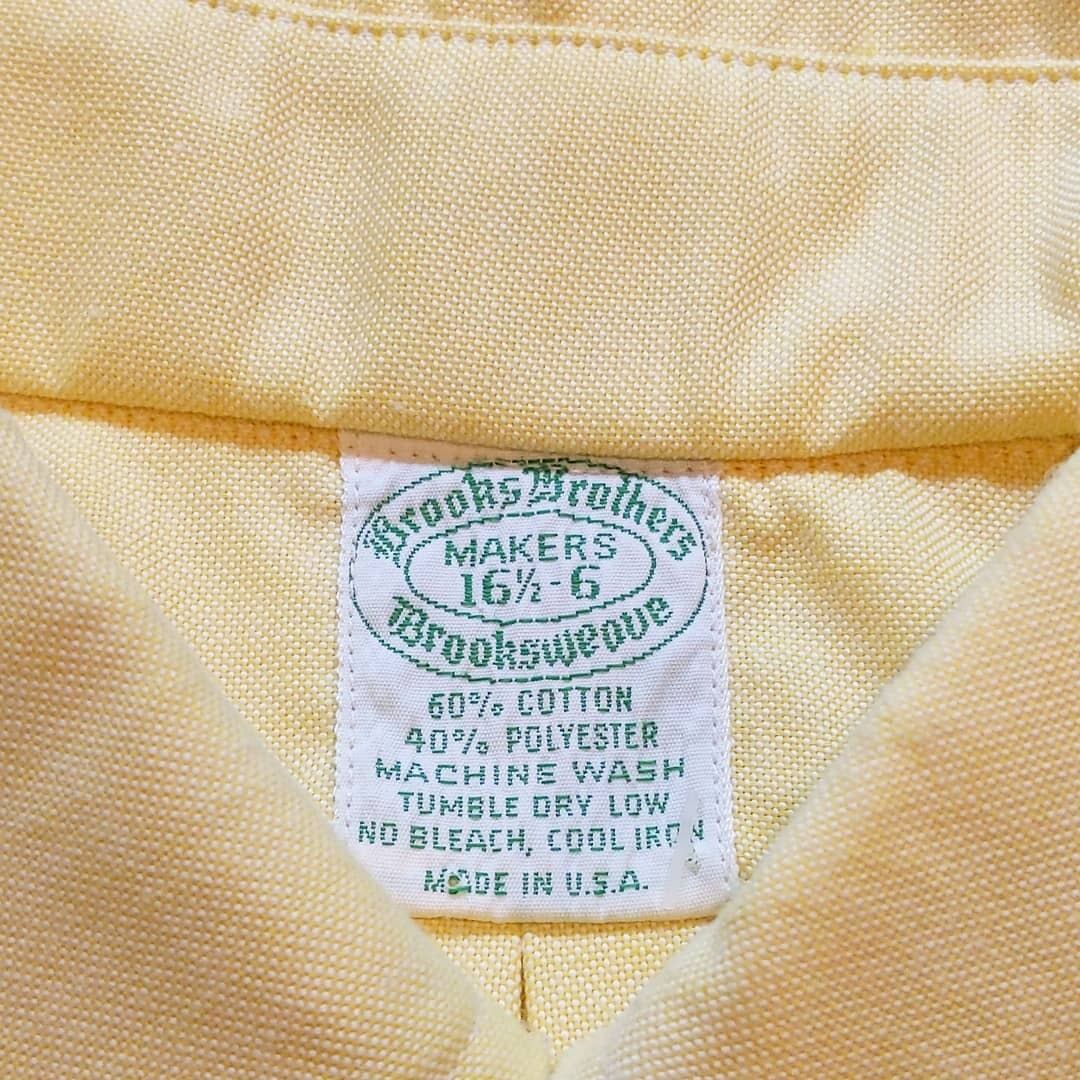 Brooks Brothers
MAKERS
16½-6
Brooksweave
60% COTTON
40% POLYESTER
MACHINE WASH
TUMBLE DRY LOW
NO BLEACH, COOL IRON
MADE IN U.S.A.